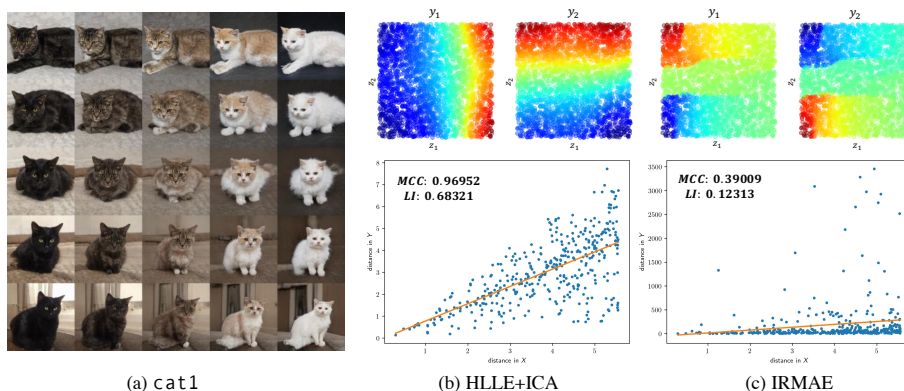 y₁
y₂
y₁
y₂
z₂
z₂
z₂
z₂
z₁
z₁
z₁
z₁
MCC: 0.96952
LI: 0.68321
8
7
6
5
4
3
2
1
0
distance in Y
1
2
3
4
5
distance in X
MCC: 0.39009
LI: 0.12313
3500
3000
2500
2000
1500
1000
500
0
distance in Y
1
2
3
4
5
distance in X
(a) cat1
(b) HLLE+ICA
(c) IRMAE